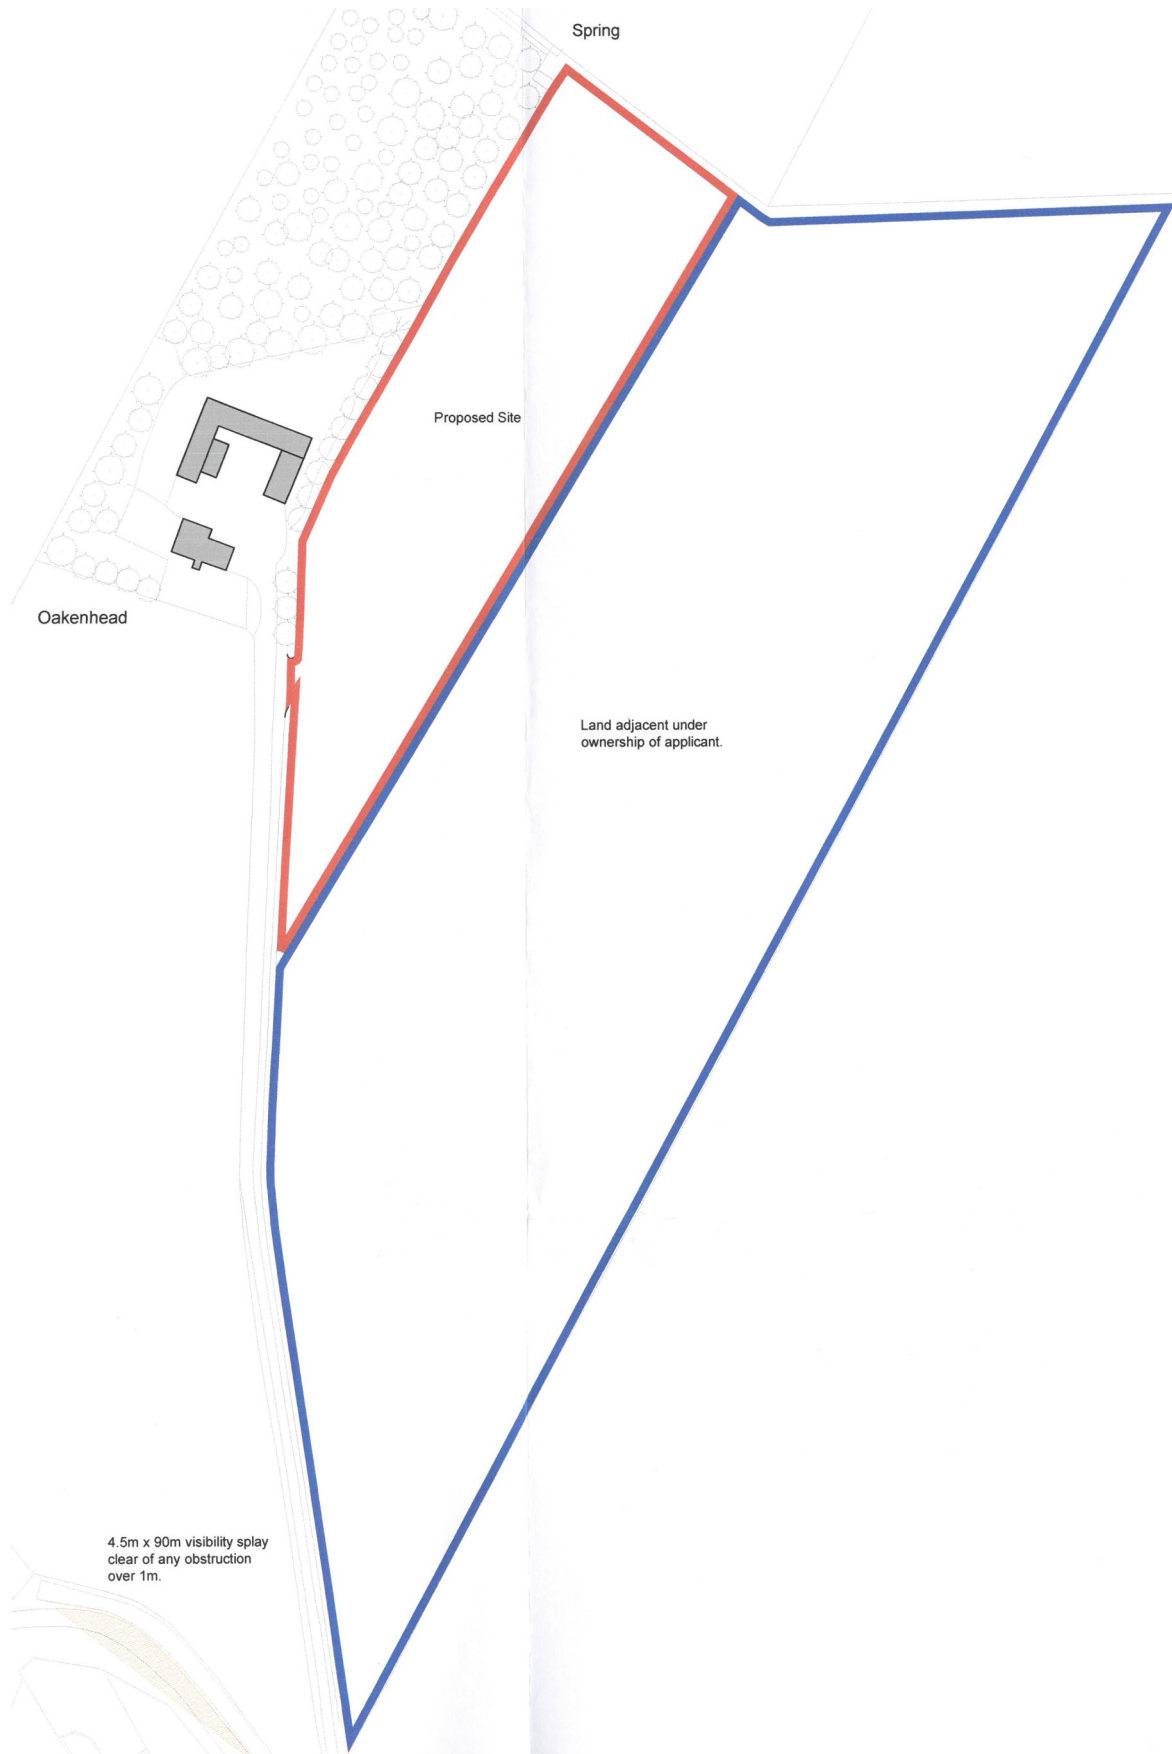 Spring
Proposed Site
Oakenhead
Land adjacent under
ownership of applicant.
4.5m x 90m visibility splay
clear of any obstruction
over 1m.